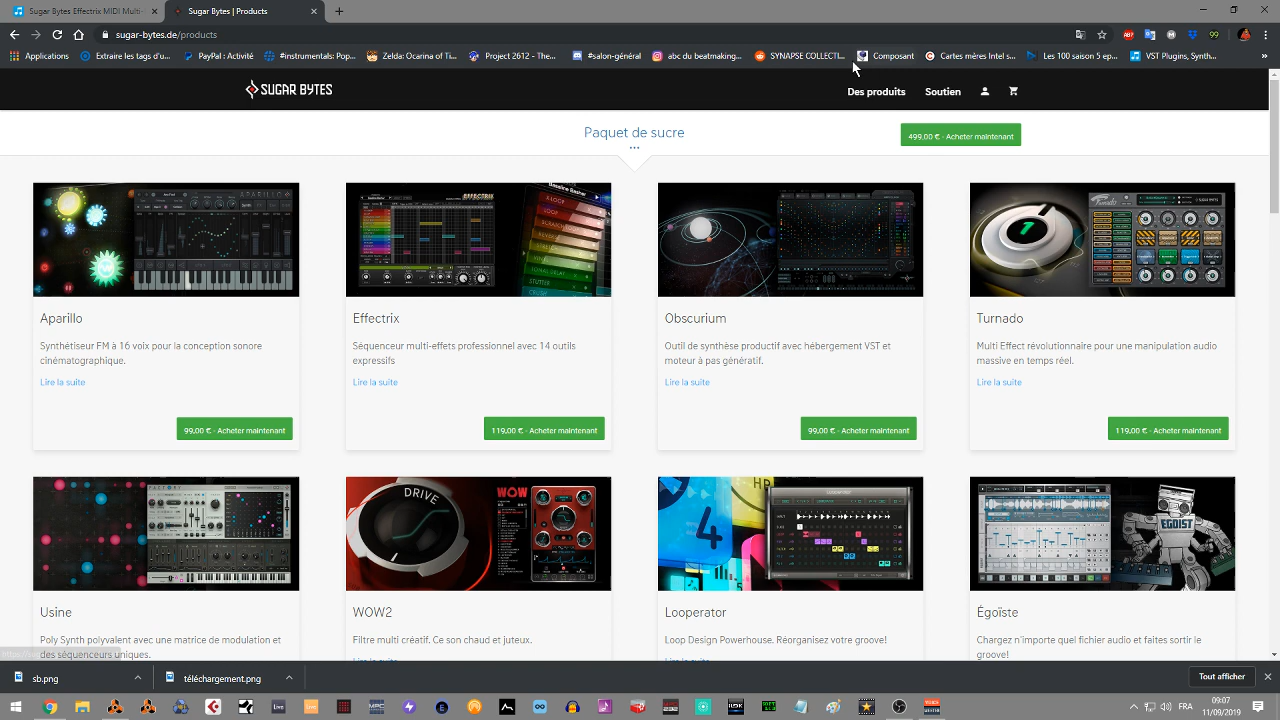 Sugar Bytes Effectrix MIDI Multi-
Sugar Bytes | Produits
sugar-bytes.de/products
Applications
Extraire les don't...
PayPal : Activité
#instrumentals Pop...
Zelda: Ocarina of Ti...
Project 2612 - The...
#salon-général
abc du beatmaking...
SYNAPSE COLLECTI...
Composant
Cartes mères Intel s...
Les 100 saison 5 ep...
VST Plugins, Synth...
SUGAR BYTES
Des produits
Soutien
Paquet de sucre
...
499,00 € - Acheter maintenant
Aparillo
Synthétiseur FM à 16 voix pour la conception sonore
cinématographique.
Lire la suite
99,00 € - Acheter maintenant
Effectrix
Séquenceur multi-effets professionnel avec 14 outils
expressifs
Lire la suite
119,00 € - Acheter maintenant
Obscurium
Outil de synthèse productif avec hébergement VST et
moteur à pas génératif.
Lire la suite
99,00 € - Acheter maintenant
Turnado
Multi Effect révolutionnaire pour une manipulation audio
massive en temps réel.
Lire la suite
119,00 € - Acheter maintenant
DRIVE
WOW
4
EGOIST
Usine
Poly Synth polyvalent avec une matrice de modulation et
des séquenceurs uniques.
WOW2
Filtre multi créatif. Ce son chaud et juteux.
Lire la suite
Looperator
Loop Design Powerhouse. Réorganisez votre groove!
Lire la suite
Égoïste
Chargez n'importe quel fichier audio et faites sortir le
groove!
sb.png
téléchargement.png
Tout afficher
FRA
09:07
11/09/2019